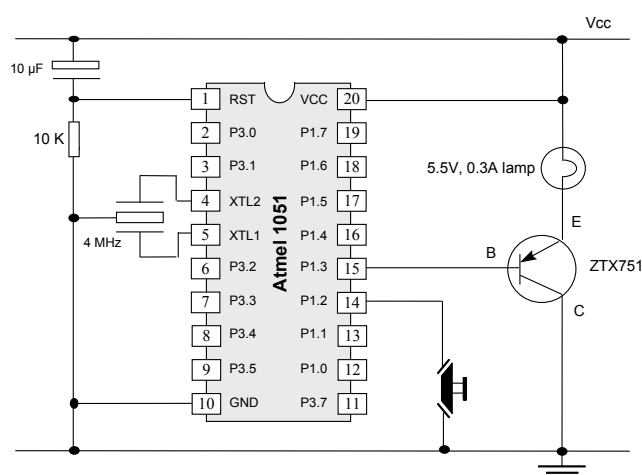 Vcc
10 µF
10 K
4 MHz
Atmel 1051
1 RST VCC 20
2 P3.0 P1.7 19
3 P3.1 P1.6 18
4 XTL2 P1.5 17
5 XTL1 P1.4 16
6 P3.2 P1.3 15
7 P3.3 P1.2 14
8 P3.4 P1.1 13
9 P3.5 P1.0 12
10 GND P3.7 11
5.5V, 0.3A lamp
E
B
ZTX751
C